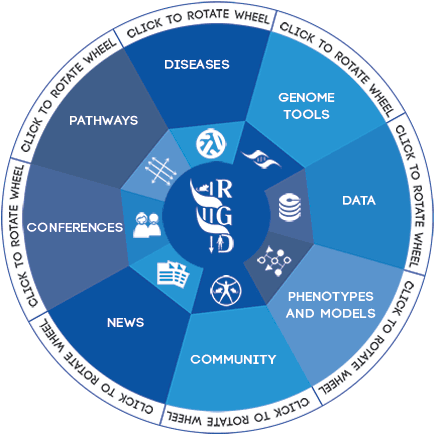 CLICK TO ROTATE WHEEL
CLICK TO ROTATE WHEEL
CLICK TO ROTATE WHEEL
CLICK TO ROTATE WHEEL
CLICK TO ROTATE WHEEL
CLICK TO ROTATE WHEEL
CLICK TO ROTATE WHEEL
CLICK TO ROTATE WHEEL
DISEASES
GENOME
TOOLS
DATA
PHENOTYPES
AND MODELS
COMMUNITY
NEWS
CONFERENCES
PATHWAYS
RGD